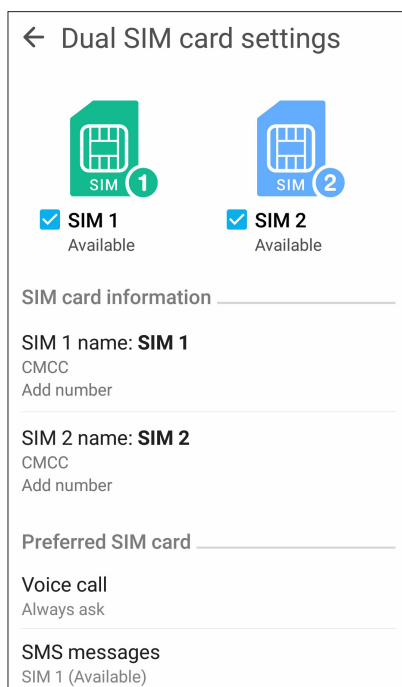 Dual SIM card settings
SIM 1 SIM 2
SIM 1 SIM 2
Available Available
SIM card information
SIM 1 name: SIM 1
CMCC
Add number
SIM 2 name: SIM 2
CMCC
Add number
Preferred SIM card
Voice call
Always ask
SMS messages
SIM 1 (Available)